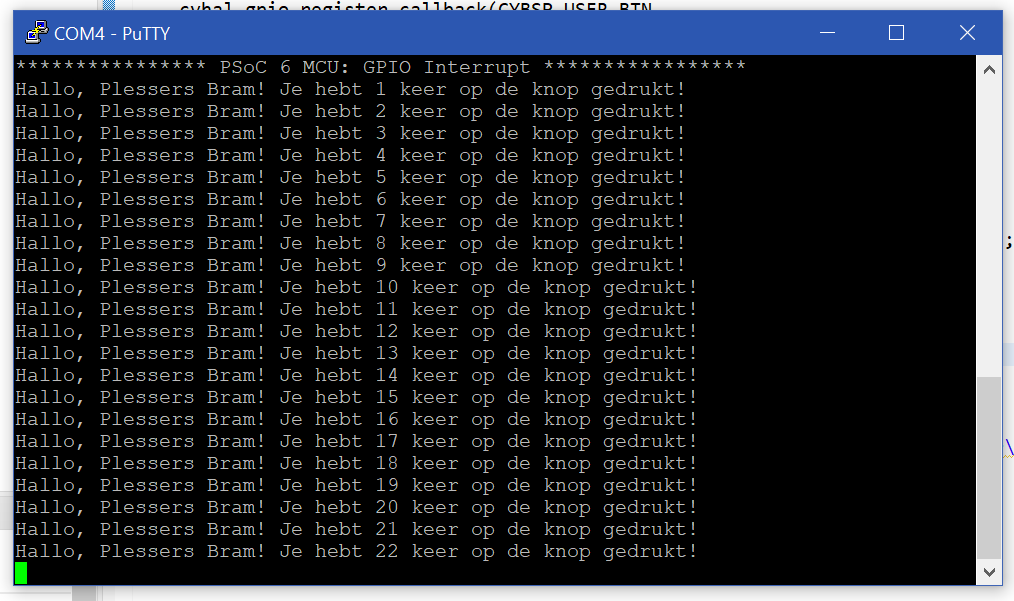 cyhal_gpio_register_callback(CYBSP_USER_BTN,
COM4 - PuTTY
**************** PSoC 6 MCU: GPIO Interrupt *****************
Hallo, Plessers Bram! Je hebt 1 keer op de knop gedrukt!
Hallo, Plessers Bram! Je hebt 2 keer op de knop gedrukt!
Hallo, Plessers Bram! Je hebt 3 keer op de knop gedrukt!
Hallo, Plessers Bram! Je hebt 4 keer op de knop gedrukt!
Hallo, Plessers Bram! Je hebt 5 keer op de knop gedrukt!
Hallo, Plessers Bram! Je hebt 6 keer op de knop gedrukt!
Hallo, Plessers Bram! Je hebt 7 keer op de knop gedrukt!
Hallo, Plessers Bram! Je hebt 8 keer op de knop gedrukt!
Hallo, Plessers Bram! Je hebt 9 keer op de knop gedrukt!
Hallo, Plessers Bram! Je hebt 10 keer op de knop gedrukt!
Hallo, Plessers Bram! Je hebt 11 keer op de knop gedrukt!
Hallo, Plessers Bram! Je hebt 12 keer op de knop gedrukt!
Hallo, Plessers Bram! Je hebt 13 keer op de knop gedrukt!
Hallo, Plessers Bram! Je hebt 14 keer op de knop gedrukt!
Hallo, Plessers Bram! Je hebt 15 keer op de knop gedrukt!
Hallo, Plessers Bram! Je hebt 16 keer op de knop gedrukt!
Hallo, Plessers Bram! Je hebt 17 keer op de knop gedrukt!
Hallo, Plessers Bram! Je hebt 18 keer op de knop gedrukt!
Hallo, Plessers Bram! Je hebt 19 keer op de knop gedrukt!
Hallo, Plessers Bram! Je hebt 20 keer op de knop gedrukt!
Hallo, Plessers Bram! Je hebt 21 keer op de knop gedrukt!
Hallo, Plessers Bram! Je hebt 22 keer op de knop gedrukt!
;
\